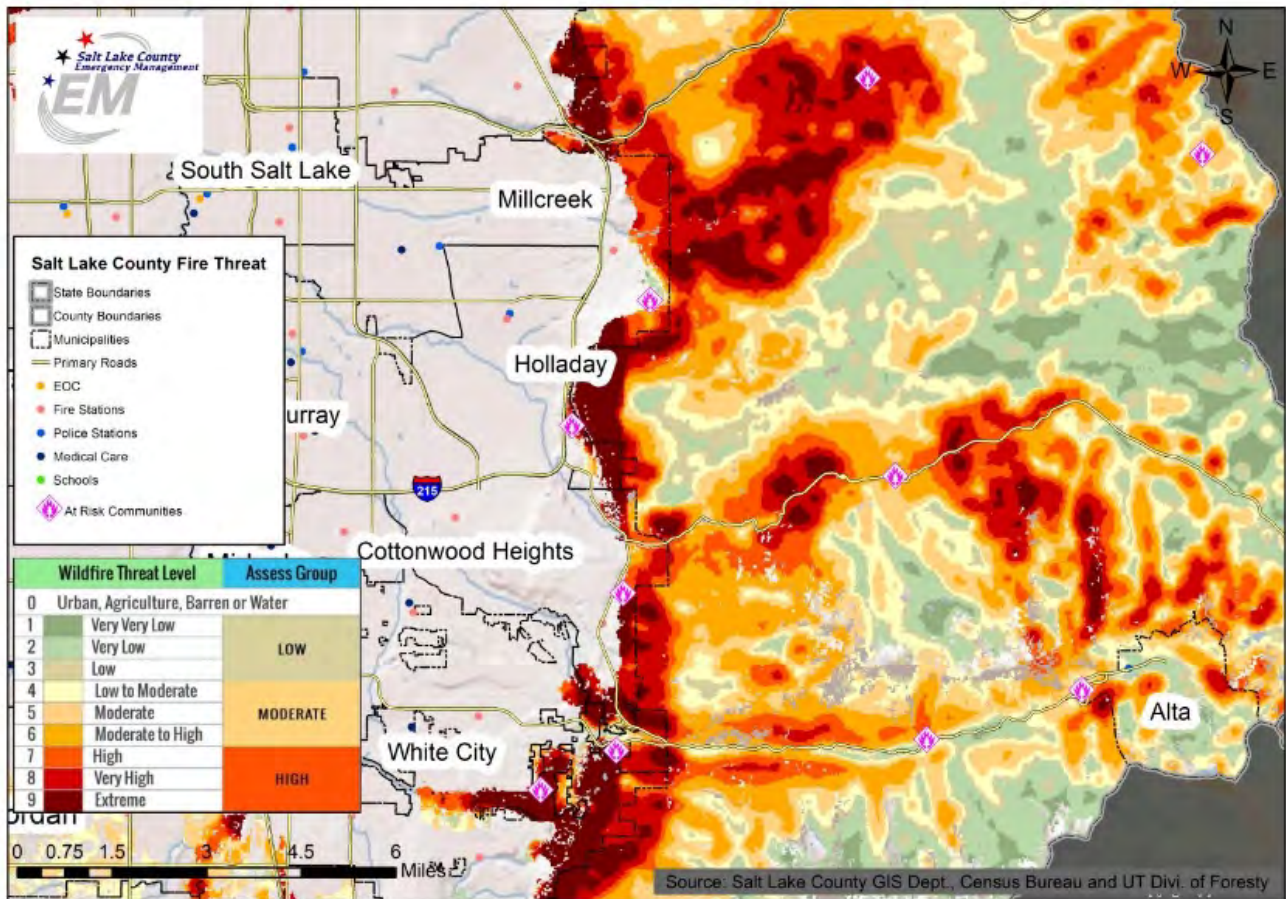 Salt Lake County
Emergency Management
EM
N
W E
S
South Salt Lake
Millcreek
Salt Lake County Fire Threat
State Boundaries
County Boundaries
Municipalities
Primary Roads
EOC
Fire Stations
Police Stations
Medical Care
Schools
At Risk Communities
Holladay
urray
215
Cottonwood Heights
Wildfire Threat Level Assess Group
0 Urban, Agriculture, Barren or Water
1 Very Very Low
2 Very Low
3 Low
LOW
4 Low to Moderate
5 Moderate
6 Moderate to High
MODERATE
7 High
8 Very High
9 Extreme
HIGH
White City
Alta
ordan
0 0.75 1.5 3 4.5 6
Miles
Source: Salt Lake County GIS Dept., Census Bureau and UT Divi. of Foresty